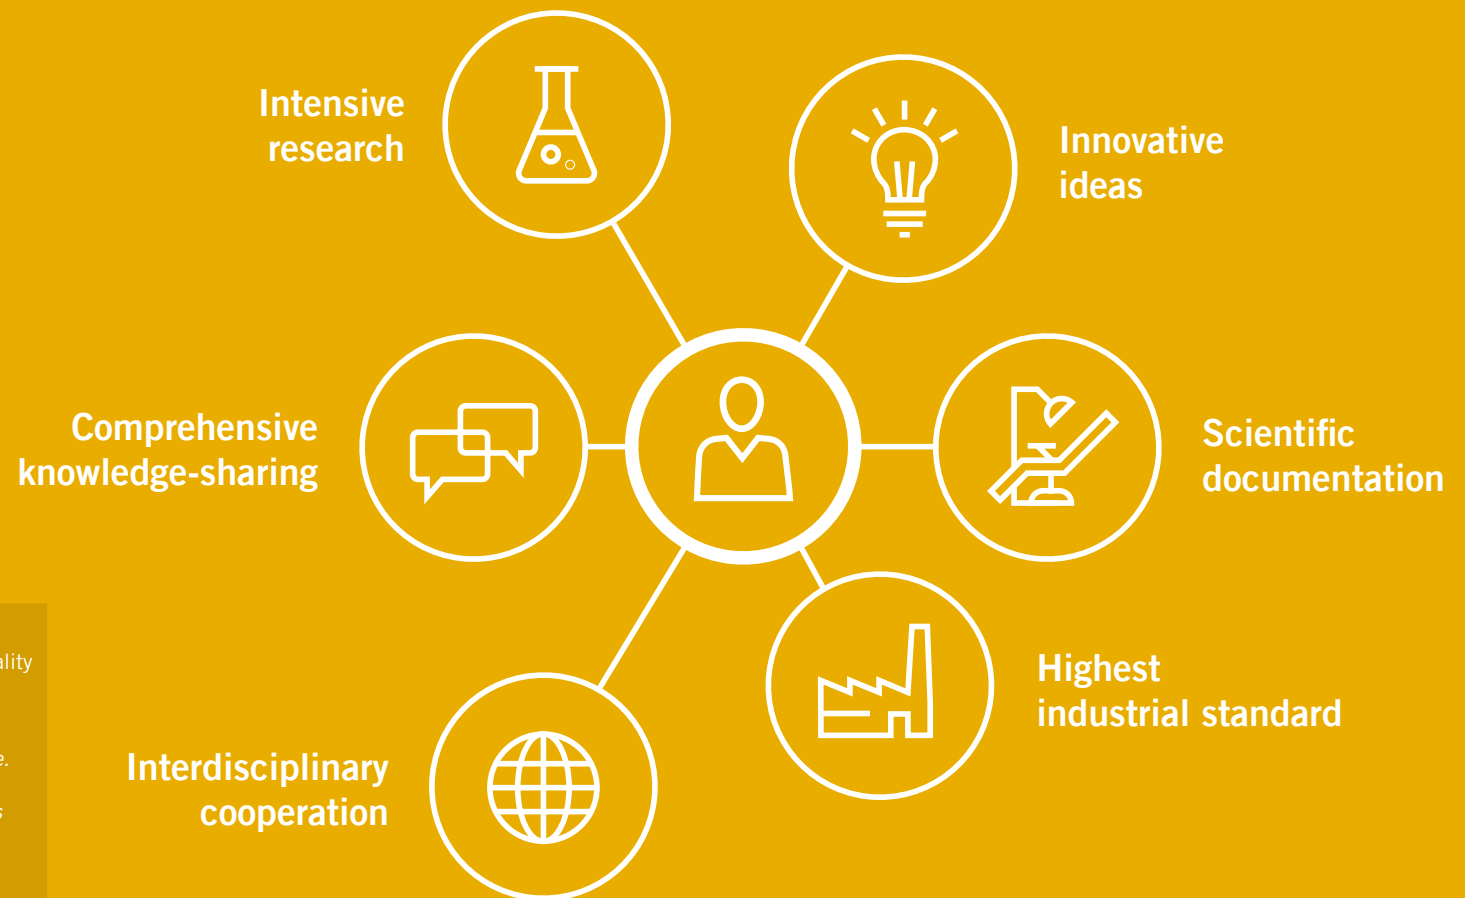 Intensive
research
Innovative
ideas
Comprehensive
knowledge-sharing
Scientific
documentation
Highest
industrial standard
Interdisciplinary
cooperation